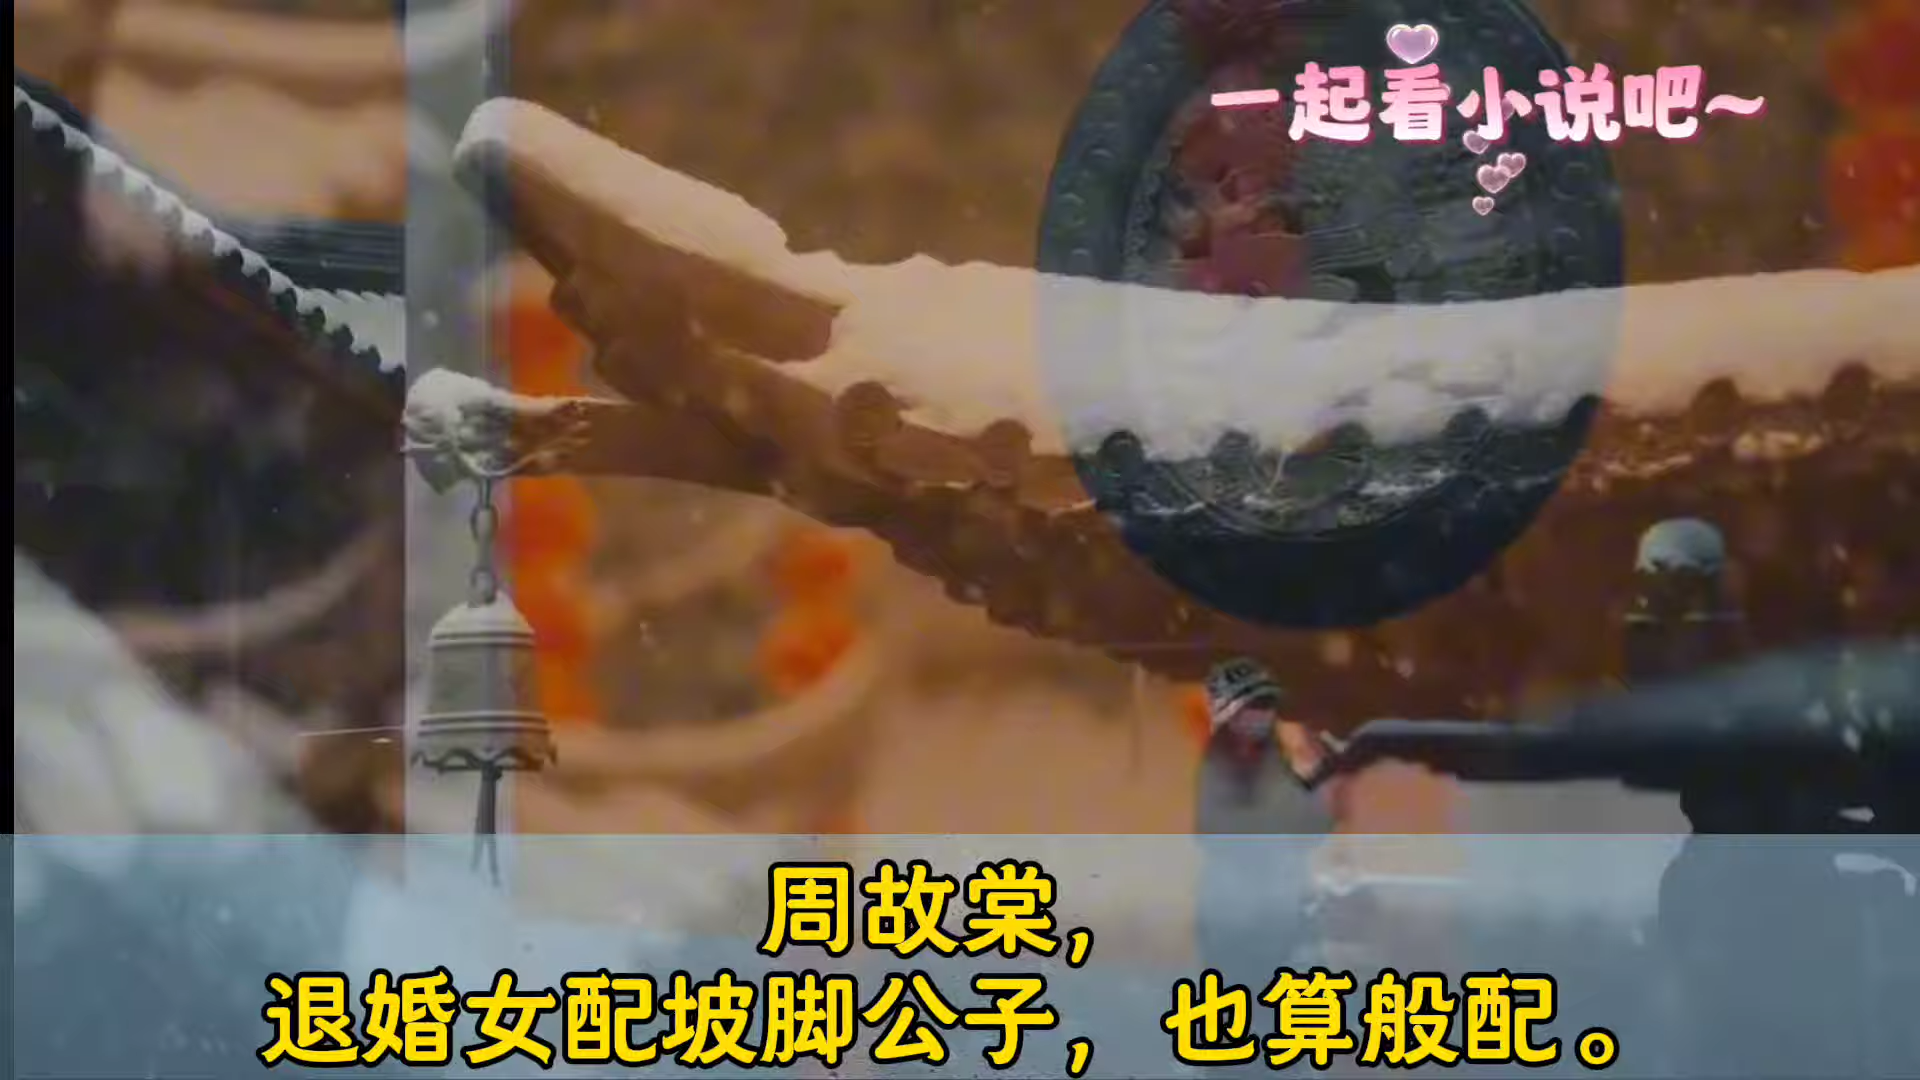 一起看小说吧~
周故棠，
退婚女配坡脚公子，也算般配。